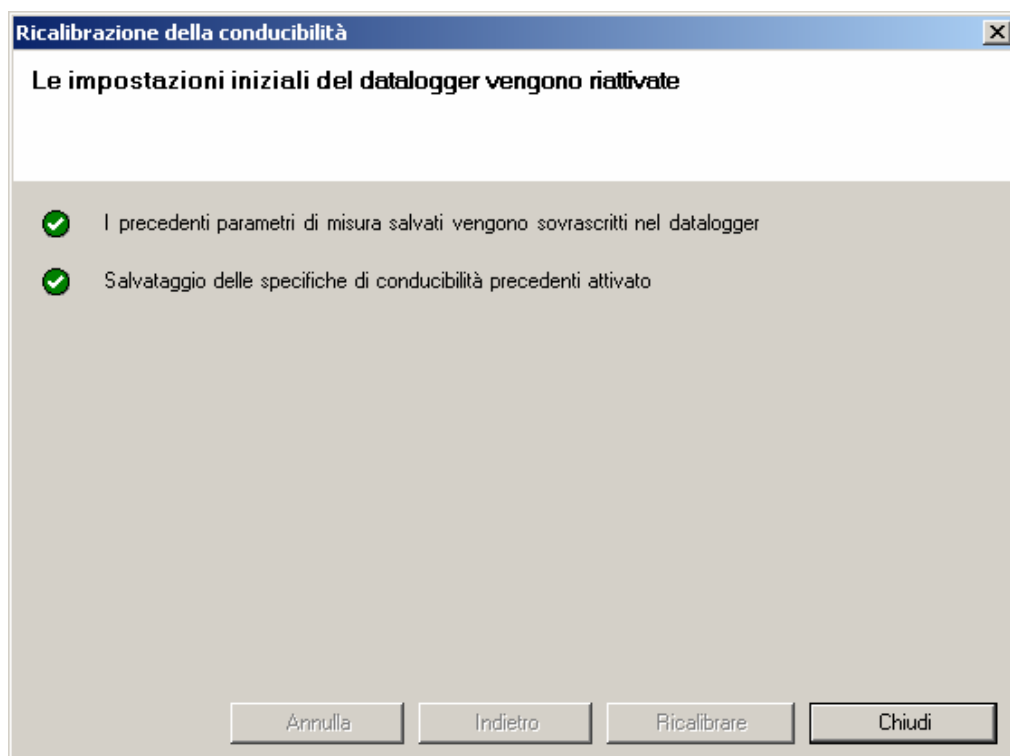 Ricalibrazione della conducibilità
Le impostazioni iniziali del datalogger vengono riattivate
I precedenti parametri di misura salvati vengono sovrascritti nel datalogger
Salvataggio delle specifiche di conducibilità precedenti attivato
Annulla
Indietro
Ricalibrare
Chiudi